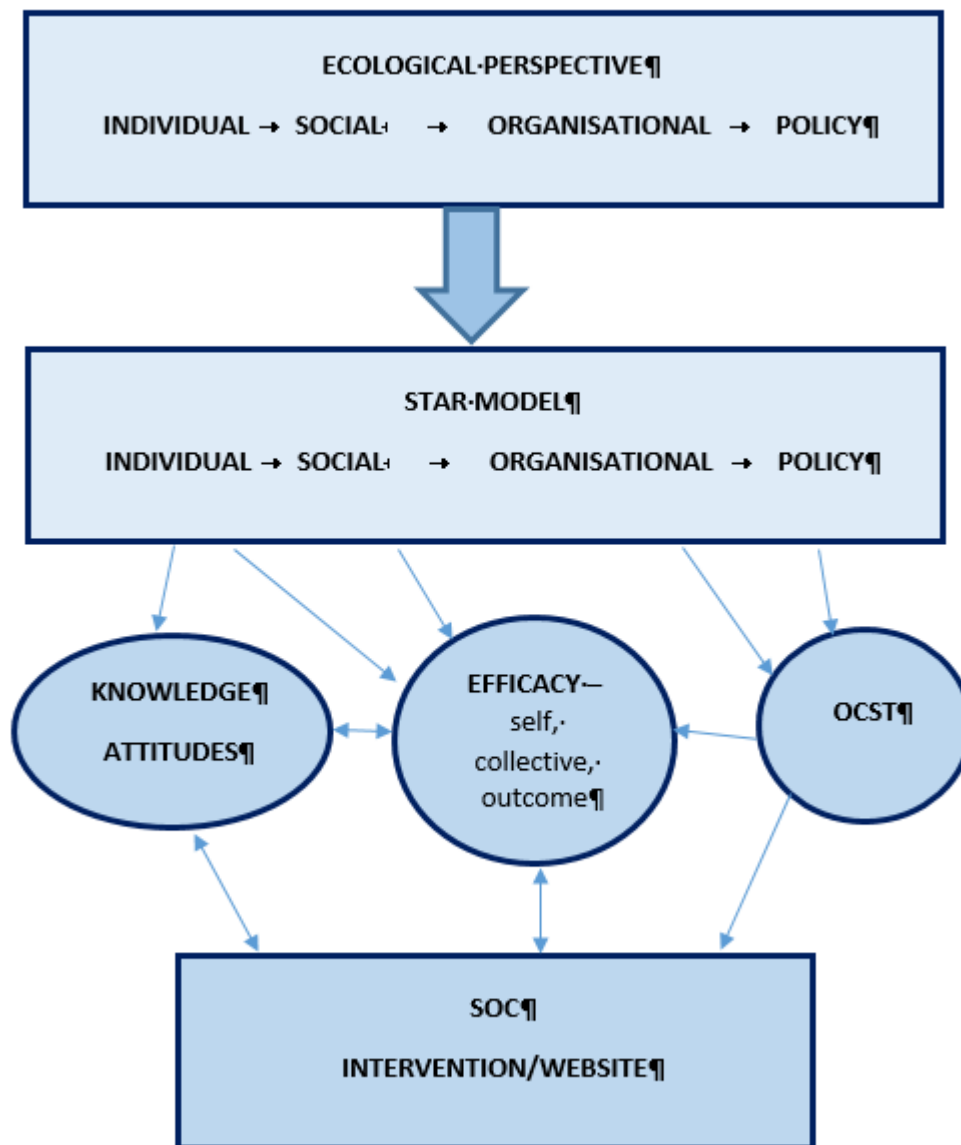 ECOLOGICAL·PERSPECTIVE¶
INDIVIDUAL → SOCIAL· → ORGANISATIONAL → POLICY¶
STAR·MODEL¶
INDIVIDUAL → SOCIAL· → ORGANISATIONAL → POLICY¶
KNOWLEDGE¶
ATTITUDES¶
EFFICACY·–
self,·
collective,·
outcome¶
OCST¶
SOC¶
INTERVENTION/WEBSITE¶